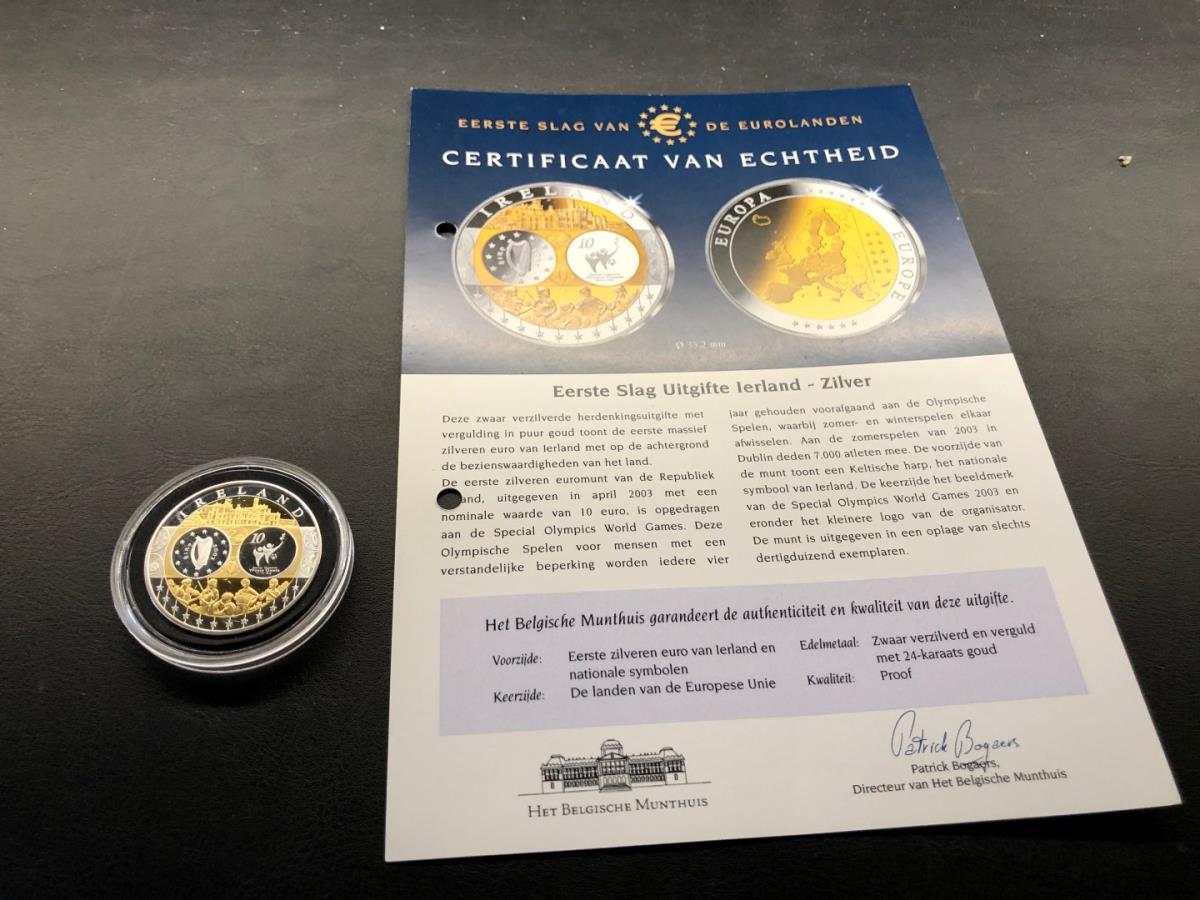 EERSTE SLAG VAN € DE EUROLANDEN
CERTIFICAAT VAN ECHTHEID
IRELAND
10
EUROPA
EUROPE
Ø 35.2 mm
Eerste Slag Uitgifte Ierland - Zilver
Deze zwaar verzilverde herdenkingsuitgifte met
vergulding in puur goud toont de eerste massief
zilveren euro van Ierland met op de achtergrond
de bezienswaardigheden van het land.
De eerste zilveren euromunt van de Republiek
and, uitgegeven in april 2003 met een
nominale waarde van 10 euro, is opgedragen
aan de Special Olympics World Games. Deze
Olympische Spelen voor mensen met een
verstandelijke beperking worden iedere vier
jaar gehouden voorafgaand aan de Olympische
Spelen, waarbij zomer- en winterspelen elkaar
afwisselen. Aan de zomerspelen van 2003 in
Dublin deden 7.000 atleten mee. De voorzijde van
de munt toont een Keltische harp, het nationale
symbool van Ierland. De keerzijde het beeldmerk
van de Special Olympics World Games 2003 en
eronder het kleinere logo van de organisator.
De munt is uitgegeven in een oplage van slechts
dertigduizend exemplaren.
Het Belgische Munthuis garandeert de authenticiteit en kwaliteit van deze uitgifte.
Voorzijde: Eerste zilveren euro van Ierland en
nationale symbolen
Keerzijde: De landen van de Europese Unie
Edelmetaal: Zwaar verzilverd en verguld
met 24-karaats goud
Kwaliteit: Proof
HET BELGISCHE MUNTHUIS
Patrick Bogaers
Patrick Bogaers,
Directeur van Het Belgische Munthuis
IRELAND
10